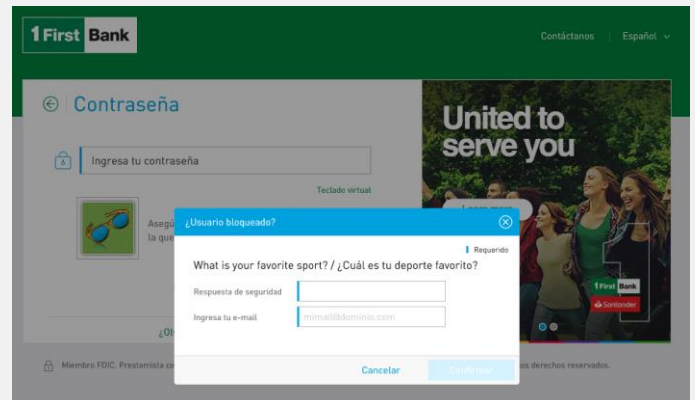 1First Bank
Contáctanos | Español
Contraseña
Ingresa tu contraseña
Teclado virtual
United to
serve you
Learn more
la que
¿Usuario bloqueado?
Requerido
What is your favorite sport? / ¿Cuál es tu deporte favorito?
Respuesta de seguridad
Ingresa tu e-mail
mimail@dominio.com
Cancelar
Confirmar
1First Bank
Santander
Miembro FDIC. Prestamista
os derechos reservados.